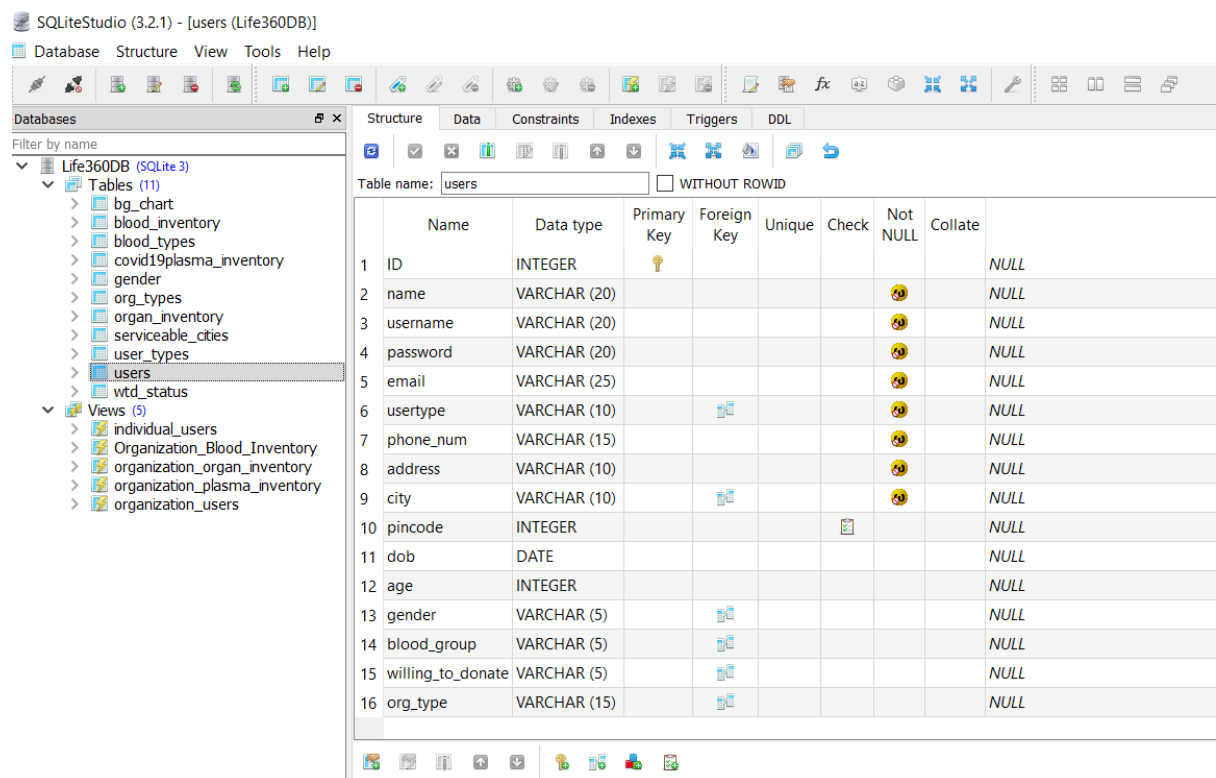 SQLiteStudio (3.2.1) - [users (Life360DB)]
Database Structure View Tools Help
Databases
Filter by name
Life360DB (SQLite 3)
Tables (11)
bg_chart
blood_inventory
blood_types
covid19plasma_inventory
gender
org_types
organ_inventory
serviceable_cities
user_types
users
wtd_status
Views (5)
individual_users
Organization_Blood_Inventory
organization_organ_inventory
organization_plasma_inventory
organization_users
Structure Data Constraints Indexes Triggers DDL
Table name: users WITHOUT ROWID
Name Data type Primary Key Foreign Key Unique Check Not NULL Collate
1 ID INTEGER NULL
2 name VARCHAR (20) NULL
3 username VARCHAR (20) NULL
4 password VARCHAR (20) NULL
5 email VARCHAR (25) NULL
6 usertype VARCHAR (10) NULL
7 phone_num VARCHAR (15) NULL
8 address VARCHAR (10) NULL
9 city VARCHAR (10) NULL
10 pincode INTEGER NULL
11 dob DATE NULL
12 age INTEGER NULL
13 gender VARCHAR (5) NULL
14 blood_group VARCHAR (5) NULL
15 willing_to_donate VARCHAR (5) NULL
16 org_type VARCHAR (15) NULL